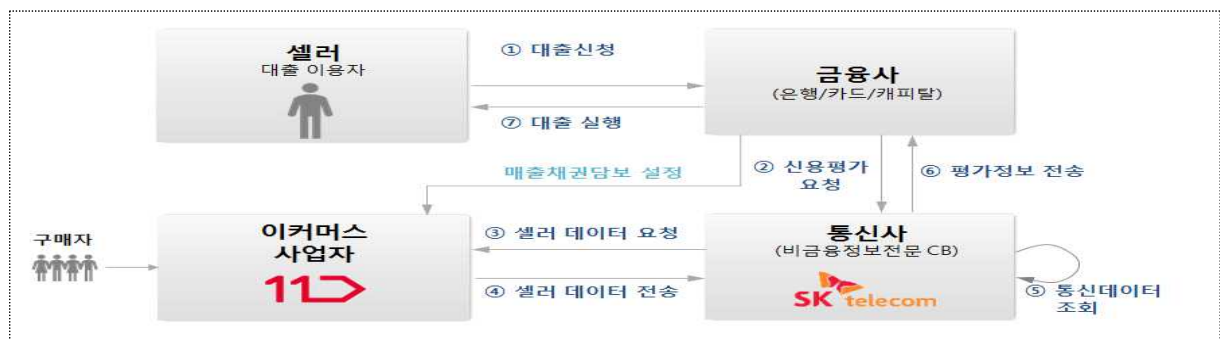 셀러
대출 이용자
① 대출신청
⑦ 대출 실행
금융사
(은행/카드/캐피탈)
매출채권담보 설정
② 신용평가
요청
⑥ 평가정보 전송
구매자
이커머스
사업자
11
③ 셀러 데이터 요청
④ 셀러 데이터 전송
통신사
(비금융정보전문 CB)
SK telecom
⑤ 통신데이터
조회